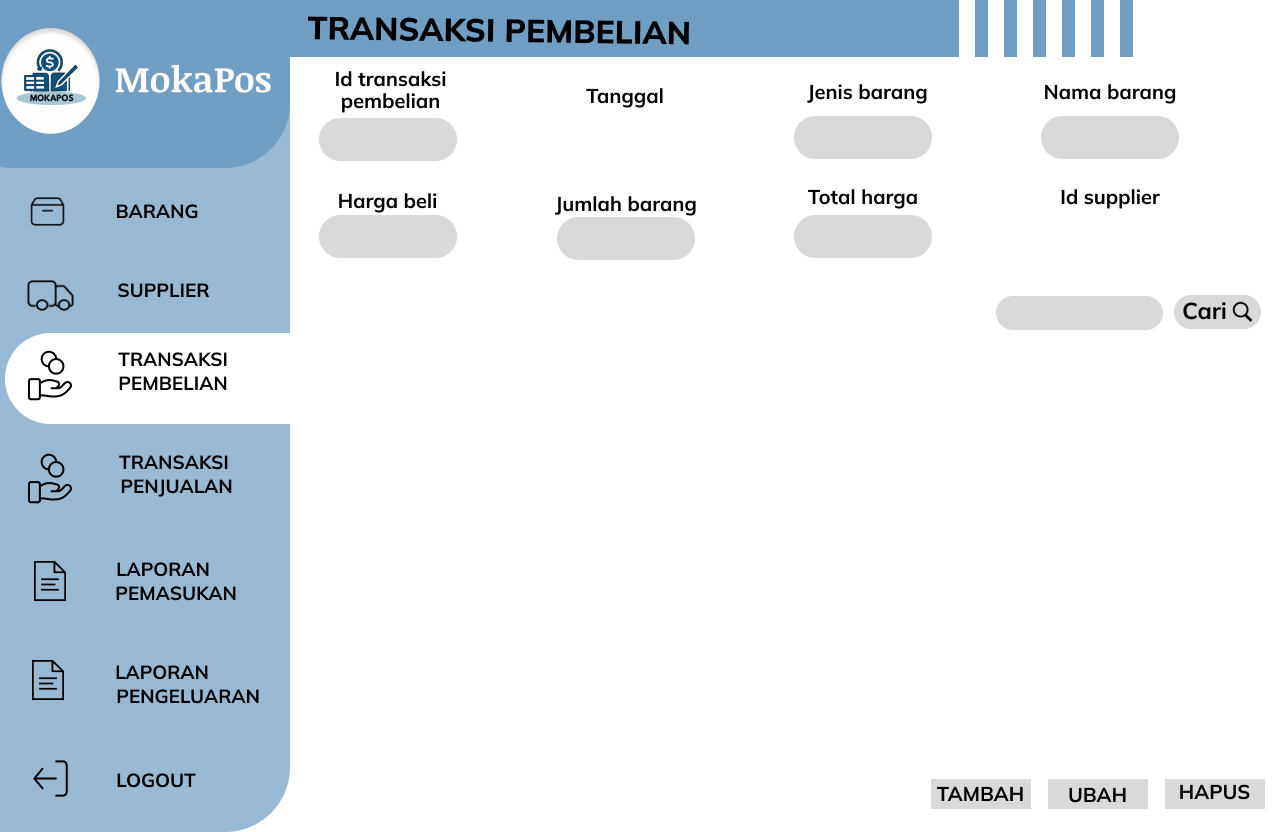 TRANSAKSI PEMBELIAN
MOKAPOS
MokaPos
Id transaksi
pembelian
Tanggal
Jenis barang
Nama barang
Harga beli
Jumlah barang
Total harga
Id supplier
Cari
BARANG
SUPPLIER
TRANSAKSI
PEMBELIAN
TRANSAKSI
PENJUALAN
LAPORAN
PEMASUKAN
LAPORAN
PENGELUARAN
LOGOUT
TAMBAH
UBAH
HAPUS